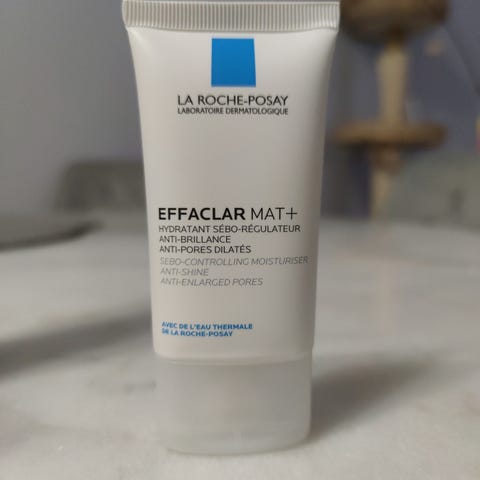 LA ROCHE-POSAY
LABORATOIRE DERMATOLOGIQUE
EFFACLAR MAT+
HYDRATANT SÉBO-RÉGULATEUR
ANTI-BRILLANCE
ANTI-PORES DILATÉS
SEBO-CONTROLLING MOISTURISER
ANTI-SHINE
ANTI-ENLARGED PORES
AVEC DE L'EAU THERMALE
DE LA ROCHE-POSAY